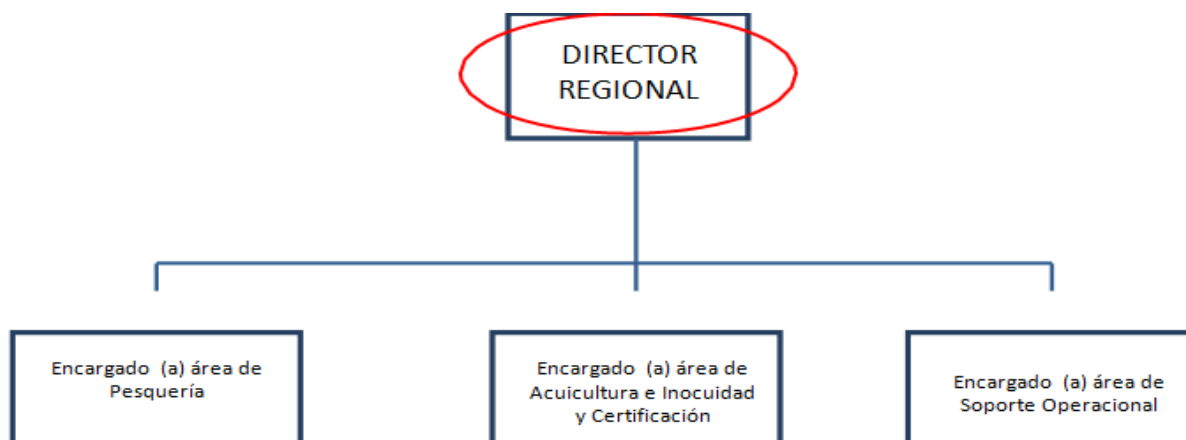 DIRECTOR
REGIONAL
Encargado (a) área de
Pesquería
Encargado (a) área de
Acuicultura e Inocuidad
y Certificación
Encargado (a) área de
Soporte Operacional